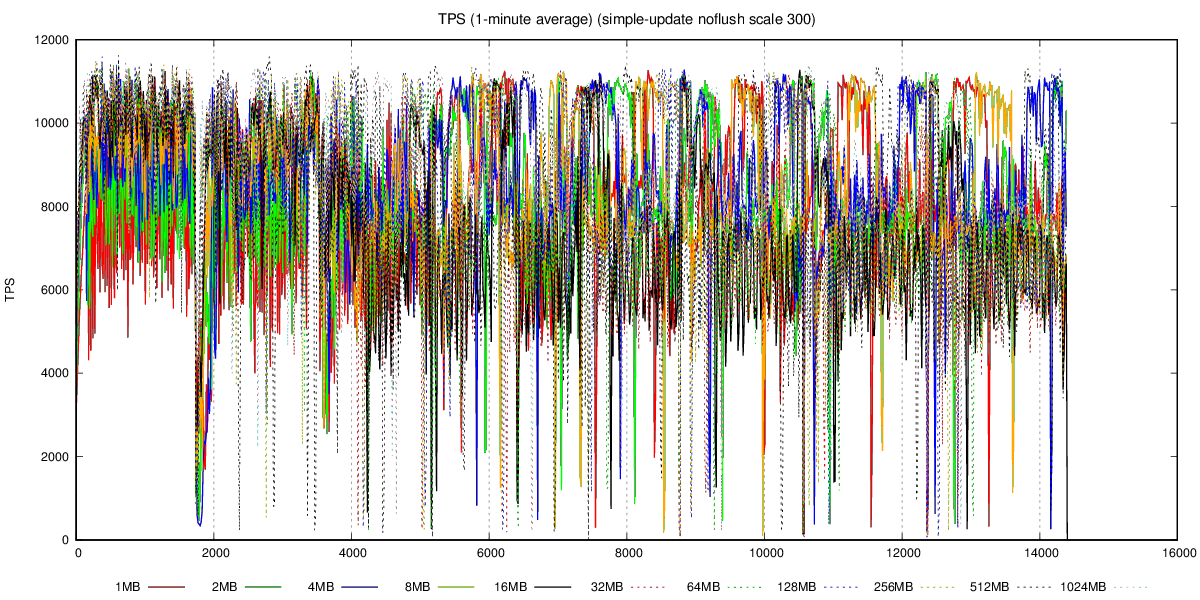 TPS (1-minute average) (simple-update noflush scale 300)
12000
10000
8000
6000
4000
2000
0
TPS
0 2000 4000 6000 8000 10000 12000 14000 16000
1MB 2MB 4MB 8MB 16MB 32MB 64MB 128MB 256MB 512MB 1024MB